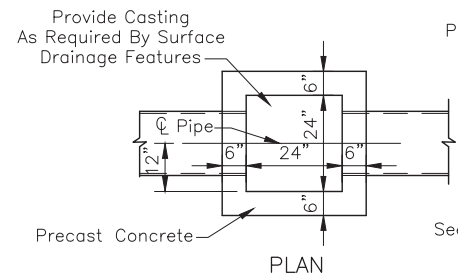 Provide Casting
As Required By Surface
Drainage Features
P
6"
24"
℄ Pipe
12"
6"
24"
6"
6"
Precast Concrete
See
PLAN